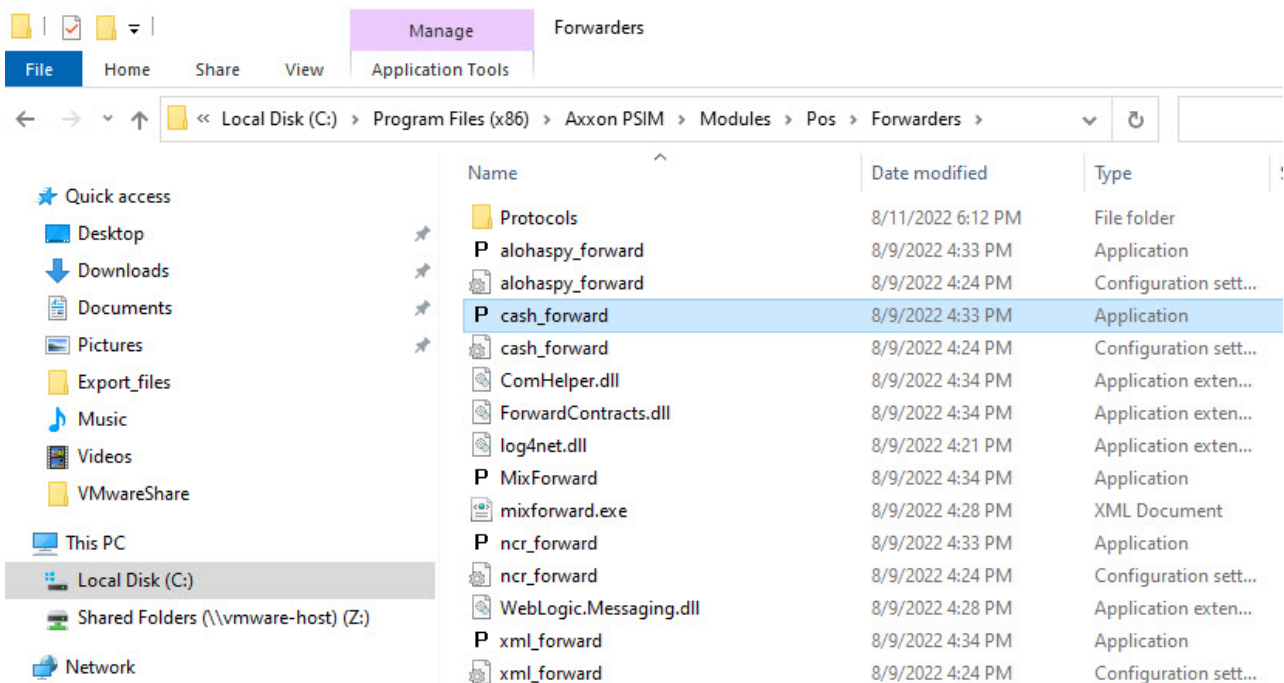 Manage Forwarders
File Home Share View Application Tools
« Local Disk (C:) > Program Files (x86) > Axxon PSIM > Modules > Pos > Forwarders >
Name Date modified Type
Quick access
Desktop
Downloads
Documents
Pictures
Export_files
Music
Videos
VMwareShare
This PC
Local Disk (C:)
Shared Folders (\\vmware-host) (Z:)
Network
Protocols 8/11/2022 6:12 PM File folder
P alohaspy_forward 8/9/2022 4:33 PM Application
alohaspy_forward 8/9/2022 4:24 PM Configuration sett...
P cash_forward 8/9/2022 4:33 PM Application
cash_forward 8/9/2022 4:24 PM Configuration sett...
ComHelper.dll 8/9/2022 4:34 PM Application exten...
ForwardContracts.dll 8/9/2022 4:34 PM Application exten...
log4net.dll 8/9/2022 4:21 PM Application exten...
P MixForward 8/9/2022 4:34 PM Application
mixforward.exe 8/9/2022 4:28 PM XML Document
P ncr_forward 8/9/2022 4:33 PM Application
ncr_forward 8/9/2022 4:24 PM Configuration sett...
WebLogic.Messaging.dll 8/9/2022 4:28 PM Application exten...
P xml_forward 8/9/2022 4:34 PM Application
xml_forward 8/9/2022 4:24 PM Configuration sett...